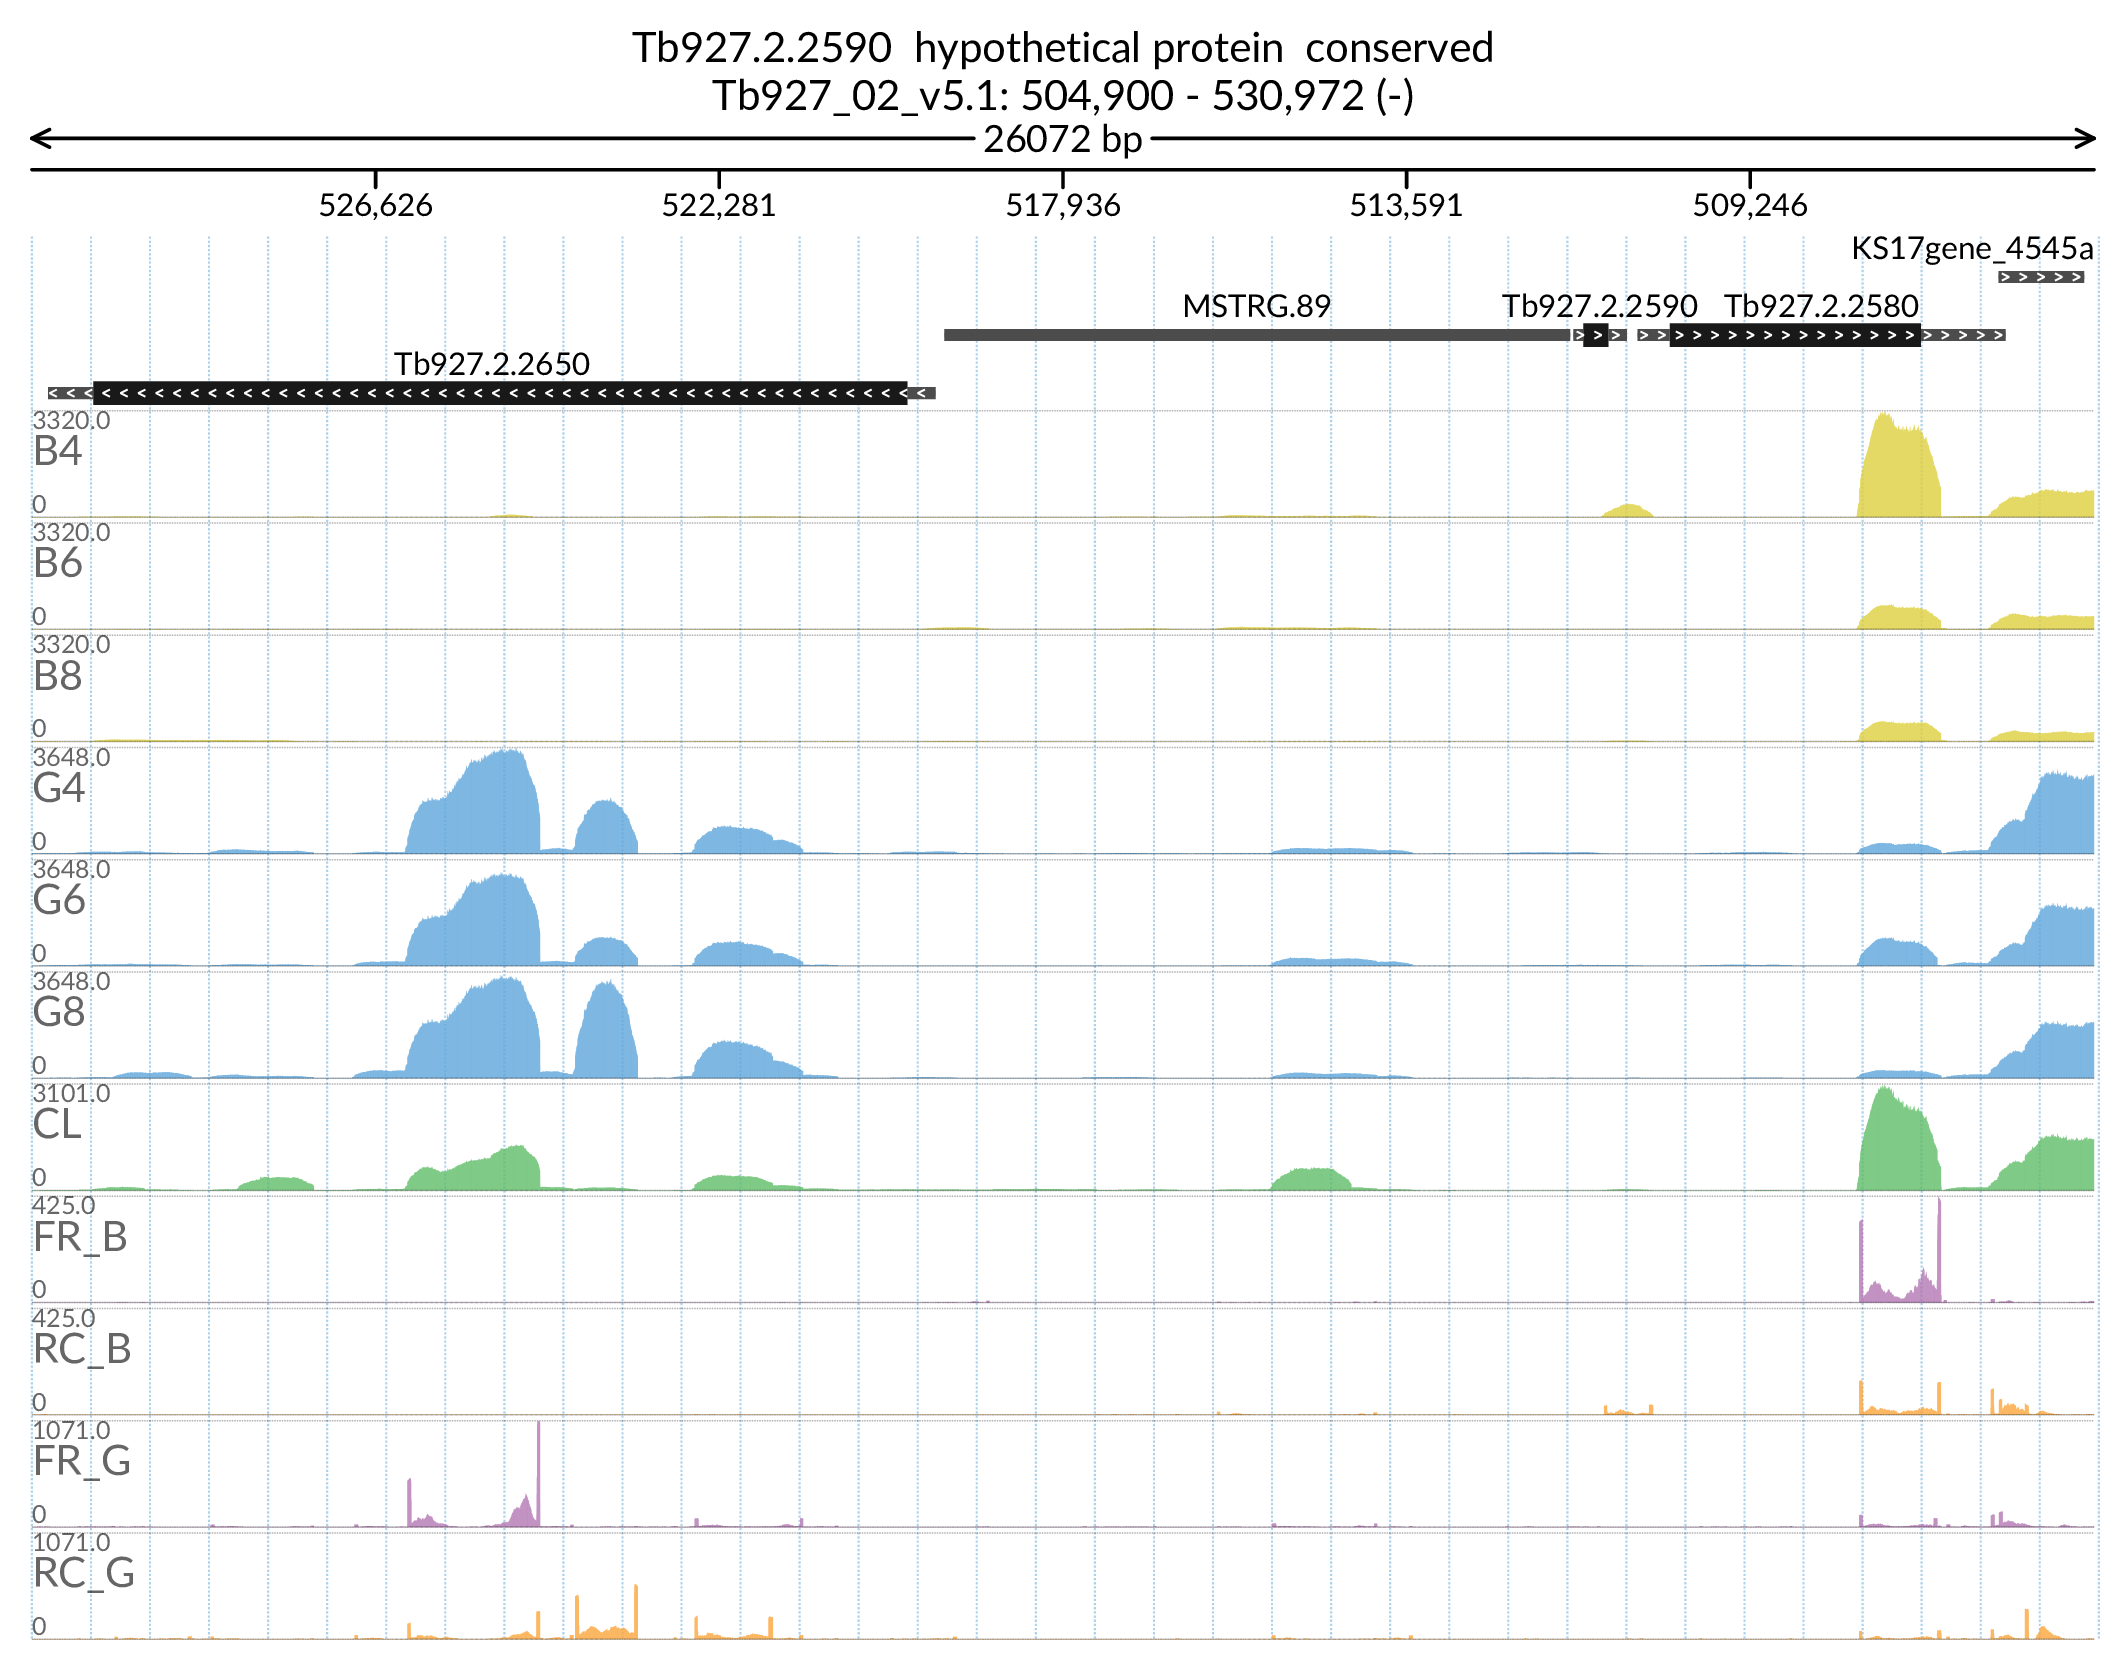 Tb927.2.2590  hypothetical protein  conserved
Tb927_02_v5.1: 504,900 - 530,972 (-)
26072 bp
526,626 522,281 517,936 513,591 509,246
KS17gene_4545a
MSTRG.89 Tb927.2.2590 Tb927.2.2580
Tb927.2.2650
3320.0
B4
0
3320.0
B6
0
3320.0
B8
0
3648.0
G4
0
3648.0
G6
0
3648.0
G8
0
3101.0
CL
0
425.0
FR_B
0
425.0
RC_B
0
1071.0
FR_G
0
1071.0
RC_G
0